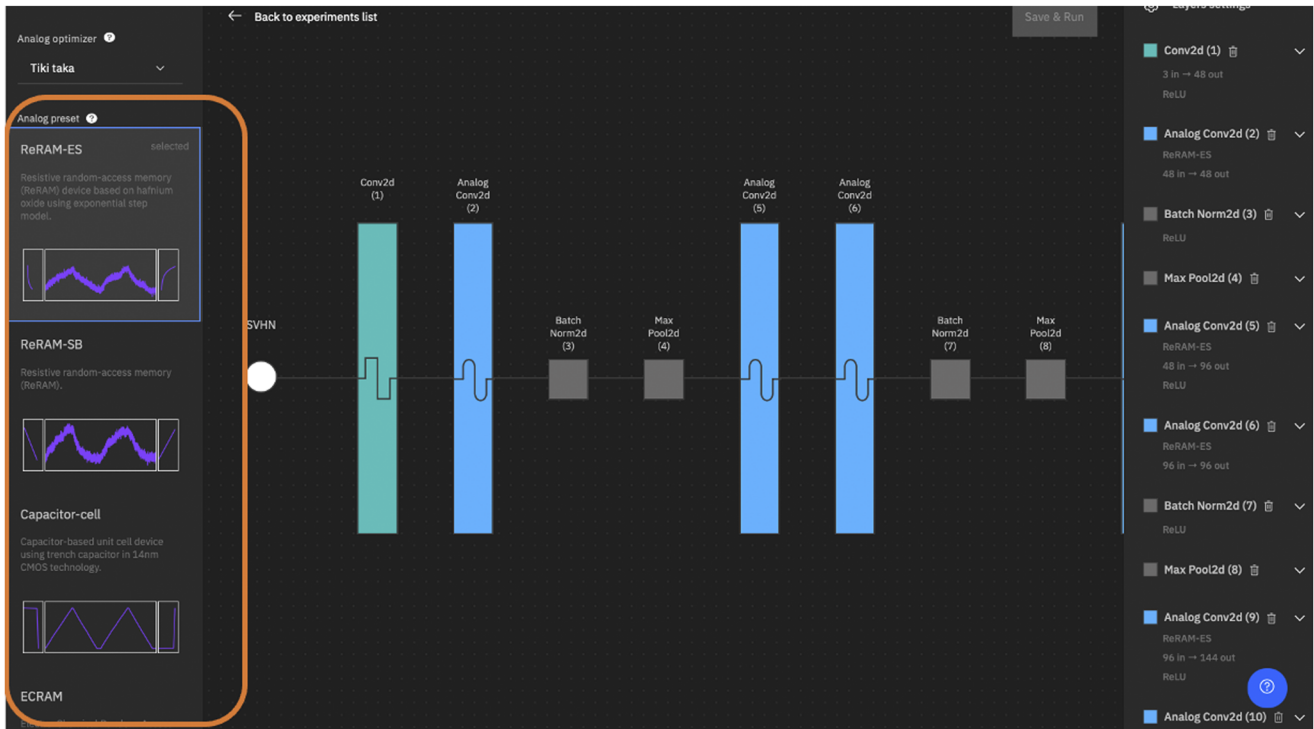 Analog optimizer
Tiki taka
Analog preset
ReRAM-ES
selected
Resistive random-access memory
(ReRAM) device based on hafnium
oxide using exponential step
model.
ReRAM-SB
Resistive random-access memory
(ReRAM).
Capacitor-cell
Capacitor-based unit cell device
using trench capacitor in 14nm
CMOS technology.
ECRAM
← Back to experiments list
Save & Run
SVHN
Conv2d
(1)
Analog
Conv2d
(2)
Batch
Norm2d
(3)
Max
Pool2d
(4)
Analog
Conv2d
(5)
Analog
Conv2d
(6)
Batch
Norm2d
(7)
Max
Pool2d
(8)
Layers settings
Conv2d (1)
3 in → 48 out
ReLU
Analog Conv2d (2)
ReRAM-ES
48 in → 48 out
Batch Norm2d (3)
ReLU
Max Pool2d (4)
Analog Conv2d (5)
ReRAM-ES
48 in → 96 out
ReLU
Analog Conv2d (6)
ReRAM-ES
96 in → 96 out
Batch Norm2d (7)
ReLU
Max Pool2d (8)
Analog Conv2d (9)
ReRAM-ES
96 in → 144 out
ReLU
Analog Conv2d (10)